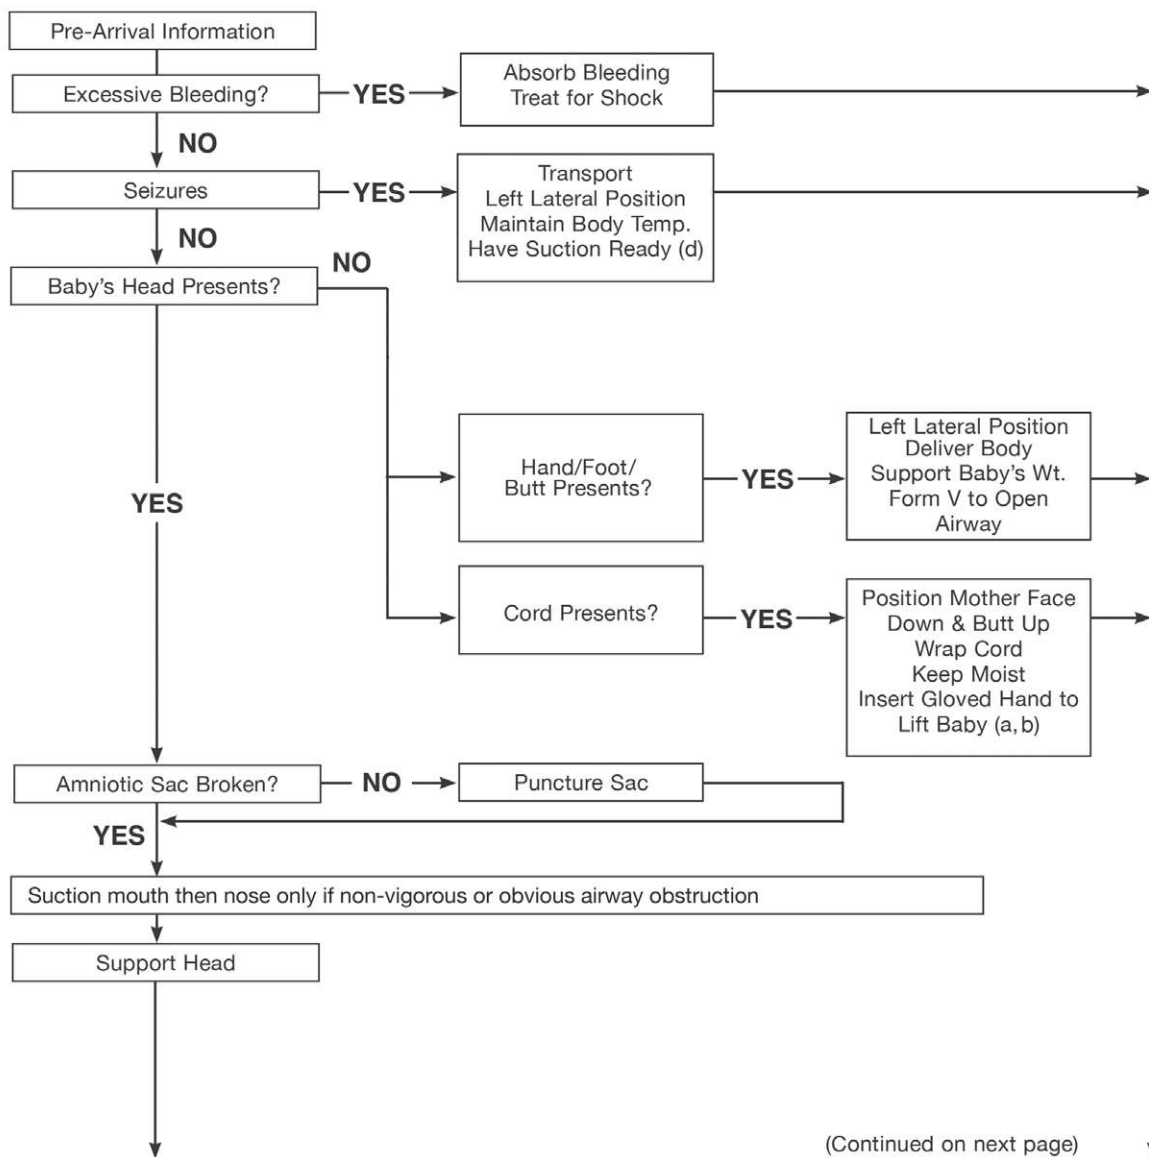 Pre-Arrival Information
Excessive Bleeding?
YES
Absorb Bleeding
Treat for Shock
NO
Seizures
YES
Transport
Left Lateral Position
Maintain Body Temp.
Have Suction Ready (d)
NO
Baby's Head Presents?
NO
YES
Hand/Foot/
Butt Presents?
YES
Left Lateral Position
Deliver Body
Support Baby's Wt.
Form V to Open
Airway
Cord Presents?
YES
Position Mother Face
Down & Butt Up
Wrap Cord
Keep Moist
Insert Gloved Hand to
Lift Baby (a, b)
Amniotic Sac Broken?
NO
Puncture Sac
YES
Suction mouth then nose only if non-vigorous or obvious airway obstruction
Support Head
(Continued on next page)